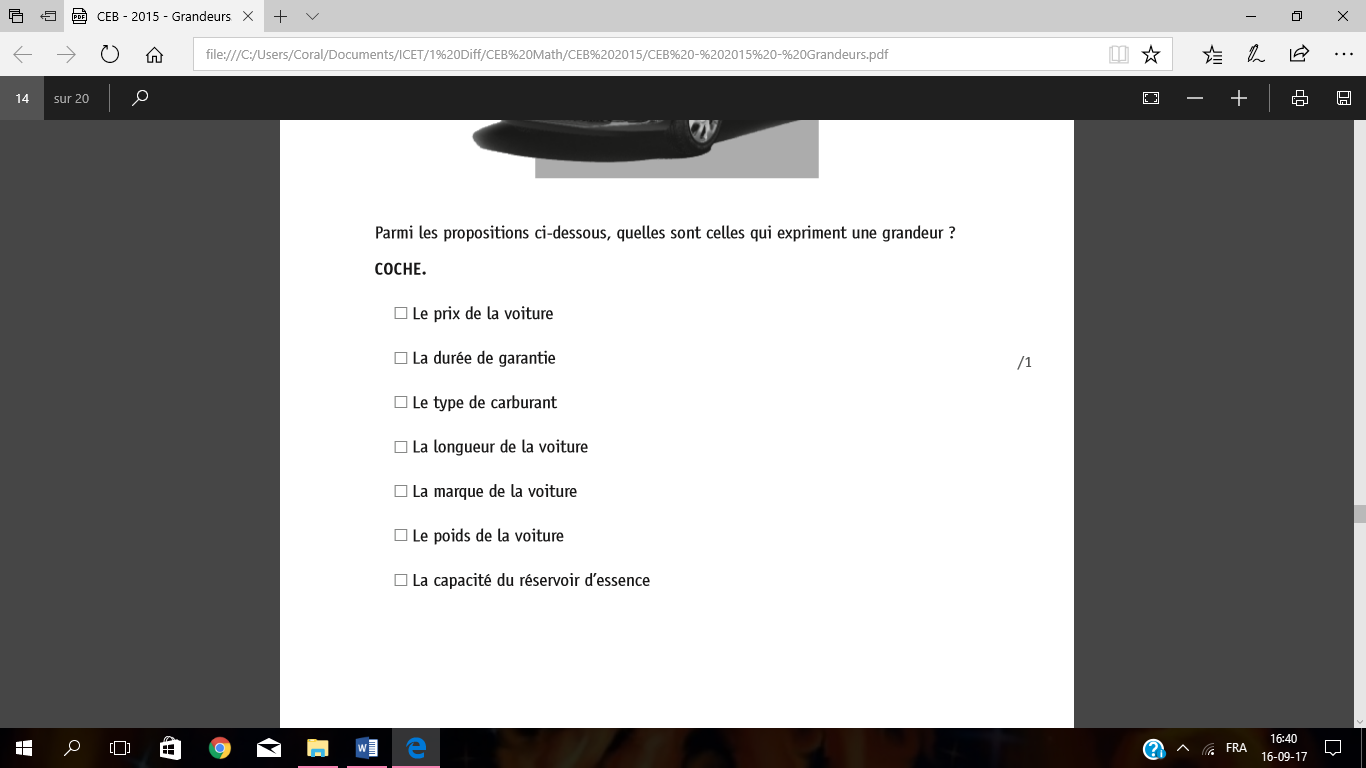 CEB - 2015 - Grandeurs
file:///C:/Users/Coral/Documents/ICET/1%20Diff/CEB%20Math/CEB%202015/CEB%20-%202015%20-%20Grandeurs.pdf
14 sur 20
Parmi les propositions ci-dessous, quelles sont celles qui expriment une grandeur ?
COCHE.
Le prix de la voiture
La durée de garantie
/1
Le type de carburant
La longueur de la voiture
La marque de la voiture
Le poids de la voiture
La capacité du réservoir d’essence
FRA
16:40
16-09-17